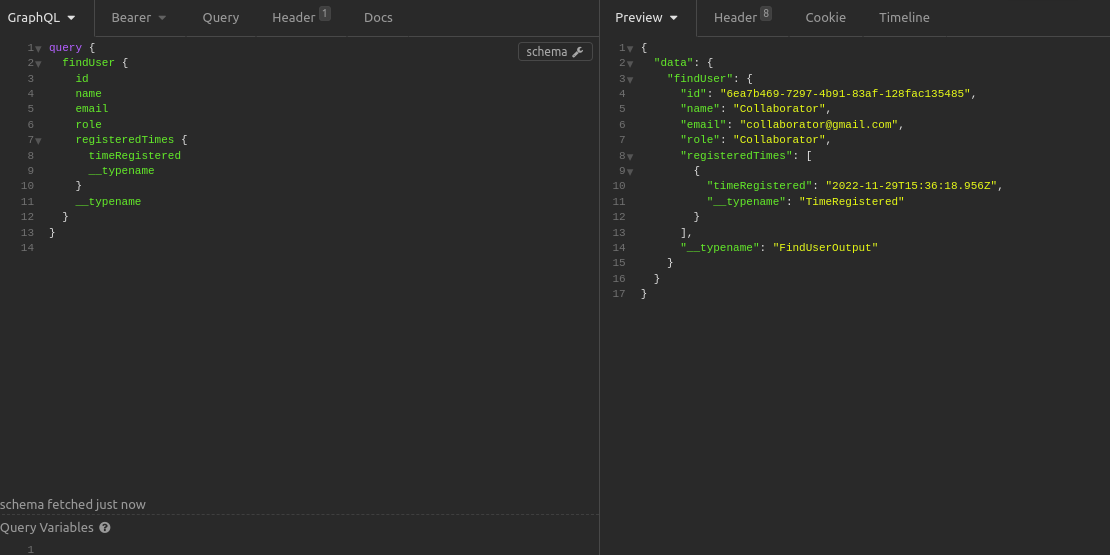 GraphQL Bearer Query Header 1 Docs
schema
1 query {
2 findUser {
3 id
4 name
5 email
6 role
7 registeredTimes {
8 timeRegistered
9 __typename
10 }
11 __typename
12 }
13 }
14
schema fetched just now
Query Variables ?
1
Preview Header 8 Cookie Timeline
1 {
2 "data": {
3 "findUser": {
4 "id": "6ea7b469-7297-4b91-83af-128fac135485",
5 "name": "Collaborator",
6 "email": "collaborator@gmail.com",
7 "role": "Collaborator",
8 "registeredTimes": [
9 {
10 "timeRegistered": "2022-11-29T15:36:18.956Z",
11 "__typename": "TimeRegistered"
12 }
13 ],
14 "__typename": "FindUserOutput"
15 }
16 }
17 }